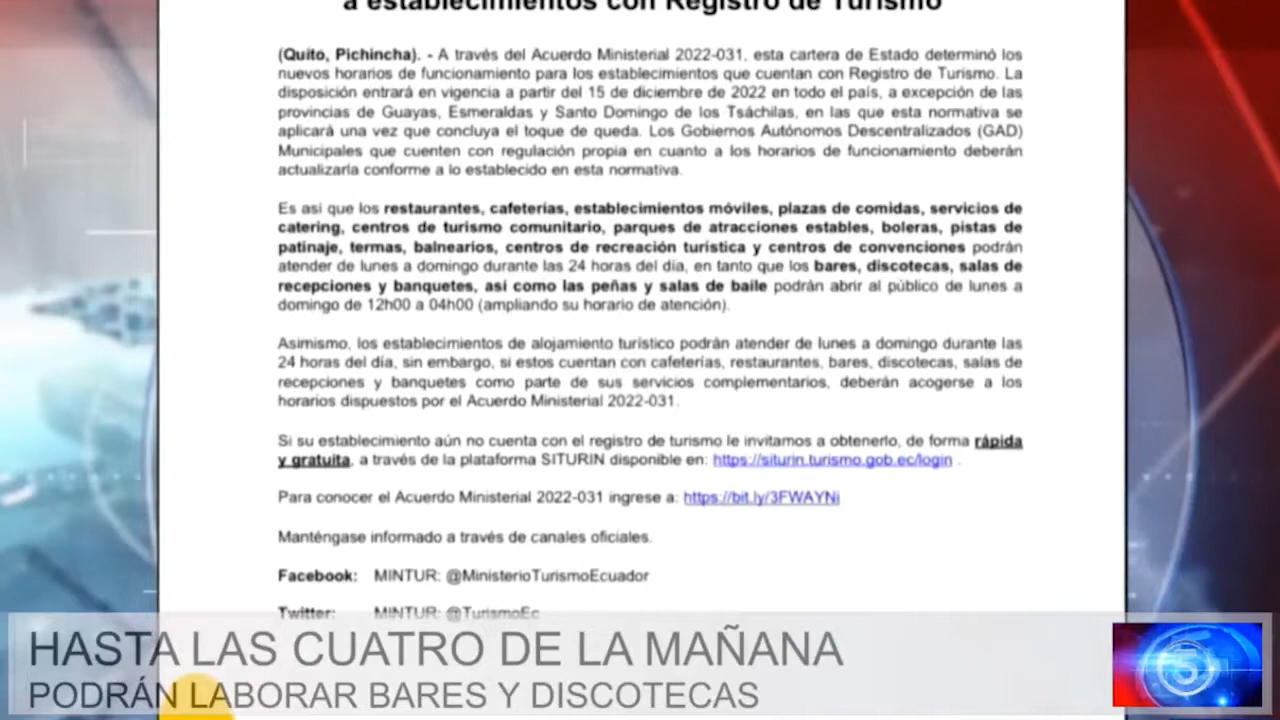 a establecimientos con Registro de Turismo
(Quito, Pichincha). - A través del Acuerdo Ministerial 2022-031, esta cartera de Estado determinó los
nuevos horarios de funcionamiento para los establecimientos que cuentan con Registro de Turismo. La
disposición entrará en vigencia a partir del 15 de diciembre de 2022 en todo el país, a excepción de las
provincias de Guayas, Esmeraldas y Santo Domingo de los Tsáchilas, en las que esta normativa se
aplicará una vez que concluya el toque de queda. Los Gobiernos Autónomos Descentralizados (GAD)
Municipales que cuenten con regulación propia en cuanto a los horarios de funcionamiento deberán
actualizarla conforme a lo establecido en esta normativa.
Es así que los restaurantes, cafeterías, establecimientos móviles, plazas de comidas, servicios de
catering, centros de turismo comunitario, parques de atracciones estables, boleras, pistas de
patinaje, termas, balnearios, centros de recreación turística y centros de convenciones podrán
atender de lunes a domingo durante las 24 horas del día, en tanto que los bares, discotecas, salas de
recepciones y banquetes, así como las peñas y salas de baile podrán abrir al público de lunes a
domingo de 12h00 a 04h00 (ampliando su horario de atención).
Asimismo, los establecimientos de alojamiento turístico podrán atender de lunes a domingo durante las
24 horas del día, sin embargo, si estos cuentan con cafeterías, restaurantes, bares, discotecas, salas de
recepciones y banquetes como parte de sus servicios complementarios, deberán acogerse a los
horarios dispuestos por el Acuerdo Ministerial 2022-031.
Si su establecimiento aún no cuenta con el registro de turismo le invitamos a obtenerlo, de forma rápida
y gratuita, a través de la plataforma SITURIN disponible en: https://siturin.turismo.gob.ec/login .
Para conocer el Acuerdo Ministerial 2022-031 ingrese a: https://bit.ly/3FWAYNi
Manténgase informado a través de canales oficiales.
Facebook: MINTUR: @MinisterioTurismoEcuador
Twitter: MINTUR: @TurismoEc
HASTA LAS CUATRO DE LA MAÑANA
PODRÁN LABORAR BARES Y DISCOTECAS
5